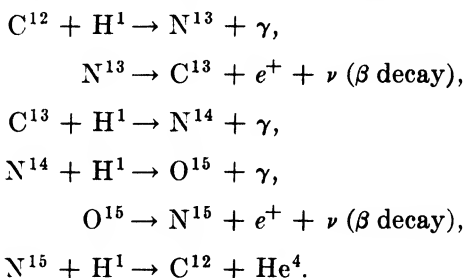 C¹² + H¹ → N¹³ + γ,
N¹³ → C¹³ + e⁺ + ν (β decay),
C¹³ + H¹ → N¹⁴ + γ,
N¹⁴ + H¹ → O¹⁵ + γ,
O¹⁵ → N¹⁵ + e⁺ + ν (β decay),
N¹⁵ + H¹ → C¹² + He⁴.